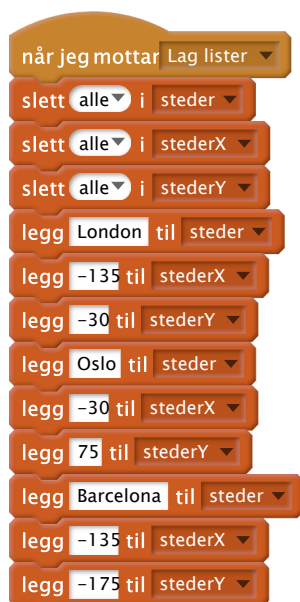 når jeg mottar Lag lister
slett alle i steder
slett alle i stederX
slett alle i stederY
legg London til steder
legg -135 til stederX
legg -30 til stederY
legg Oslo til steder
legg -30 til stederX
legg 75 til stederY
legg Barcelona til steder
legg -135 til stederX
legg -175 til stederY